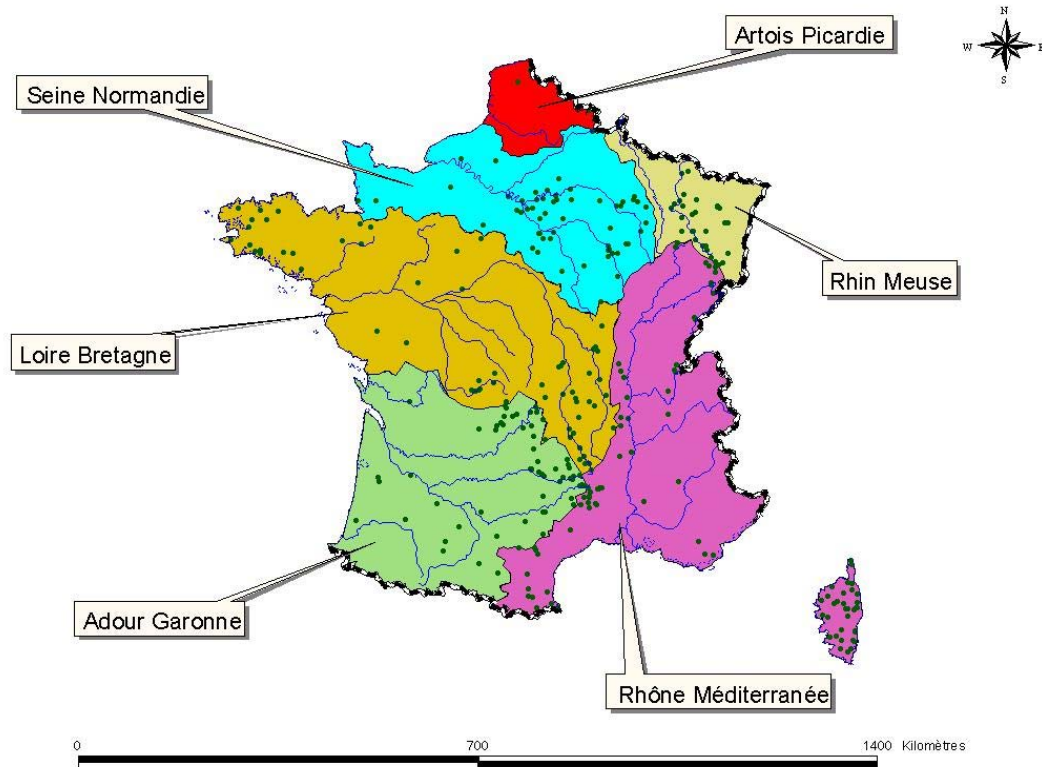 Artois Picardie
N
W E
S
Seine Normandie
Rhin Meuse
Loire Bretagne
Adour Garonne
Rhône Méditerranée
0 700 1400 Kilomètres